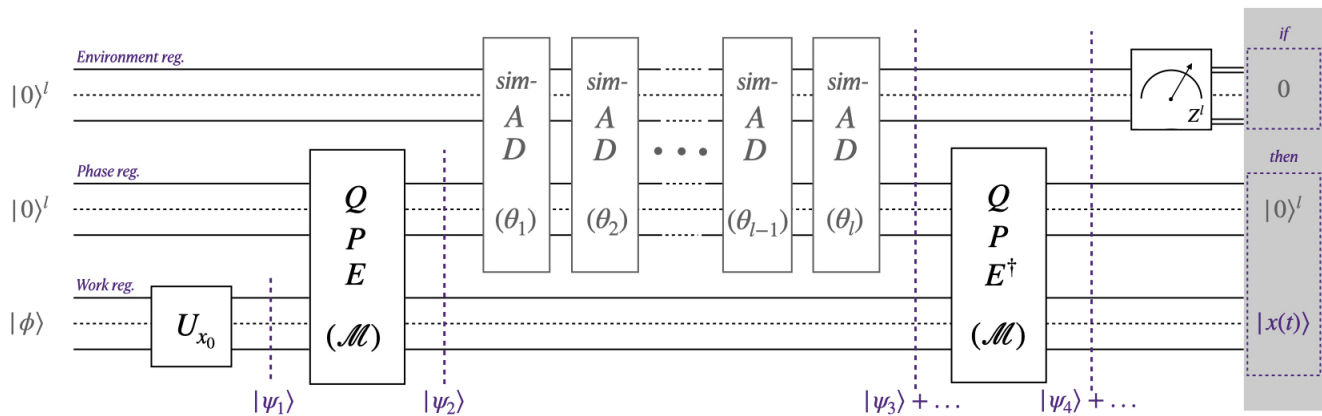 Environment reg.
|0⟩^l
Phase reg.
|0⟩^l
Work reg.
|ϕ⟩
U_{x_0}
|ψ_1⟩
Q
P
E
(ℳ)
|ψ_2⟩
sim-
A
D
(θ_1)
sim-
A
D
(θ_2)
sim-
A
D
(θ_{l−1})
sim-
A
D
(θ_l)
|ψ_3⟩ + …
Q
P
E^†
(ℳ)
|ψ_4⟩ + …
Z^l
if
0
then
|0⟩^l
|x(t)⟩